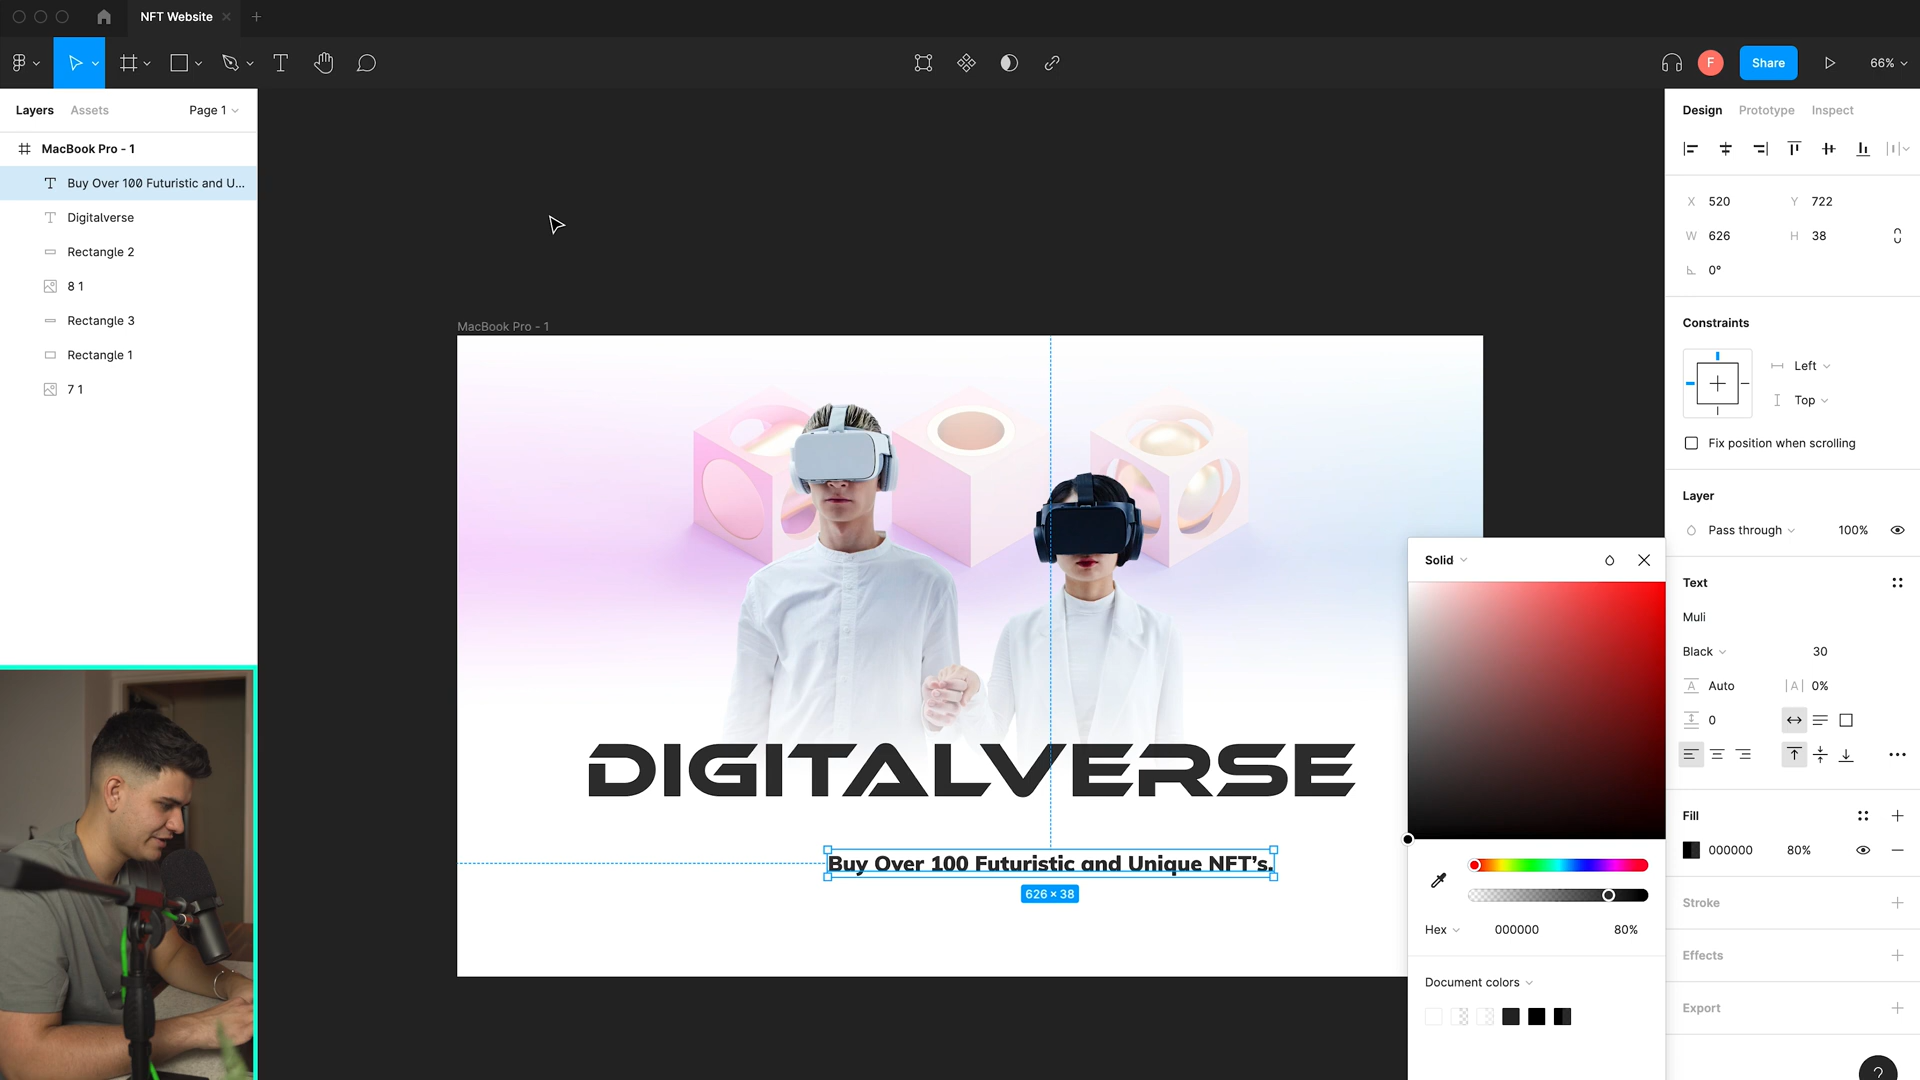 NFT Website
F
Share
66%
Layers
Assets
Page 1
MacBook Pro - 1
Buy Over 100 Futuristic and U...
Digitalverse
Rectangle 2
8 1
Rectangle 3
Rectangle 1
7 1
MacBook Pro - 1
DIGITALVERSE
Buy Over 100 Futuristic and Unique NFT's.
626 × 38
Solid
Hex
000000
80%
Document colors
Design
Prototype
Inspect
X 520
Y 722
W 626
H 38
0°
Constraints
Left
Top
Fix position when scrolling
Layer
Pass through
100%
Text
Muli
Black
30
A Auto
|A| 0%
0
Fill
000000
80%
Stroke
Effects
Export
?